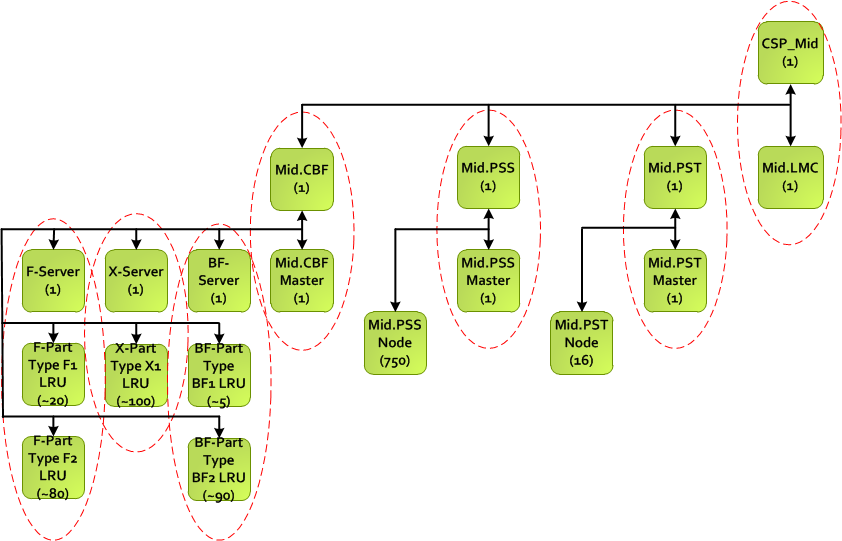 CSP_Mid
(1)
Mid.CBF
(1)
Mid.PSS
(1)
Mid.PST
(1)
Mid.LMC
(1)
F-Server
(1)
X-Server
(1)
BF-
Server
(1)
Mid.CBF
Master
(1)
Mid.PSS
Master
(1)
Mid.PST
Master
(1)
Mid.PSS
Node
(750)
Mid.PST
Node
(16)
F-Part
Type F1
LRU
(~20)
X-Part
Type X1
LRU
(~100)
BF-Part
Type
BF1 LRU
(~5)
F-Part
Type F2
LRU
(~80)
BF-Part
Type
BF2 LRU
(~90)